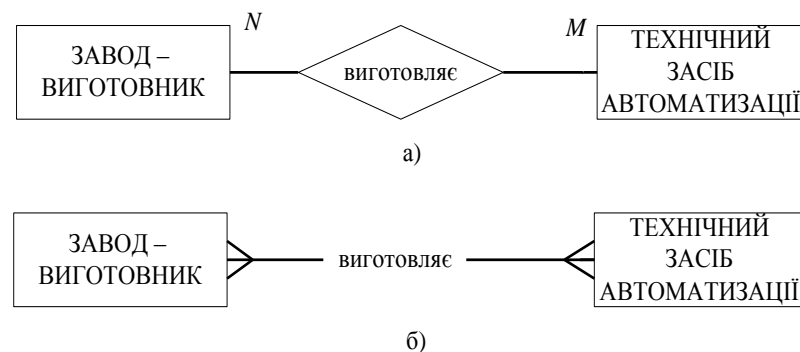 N
M
ЗАВОД –
ВИГОТОВНИК
виготовляє
ТЕХНІЧНИЙ
ЗАСІБ
АВТОМАТИЗАЦІЇ
а)
ЗАВОД –
ВИГОТОВНИК
виготовляє
ТЕХНІЧНИЙ
ЗАСІБ
АВТОМАТИЗАЦІЇ
б)